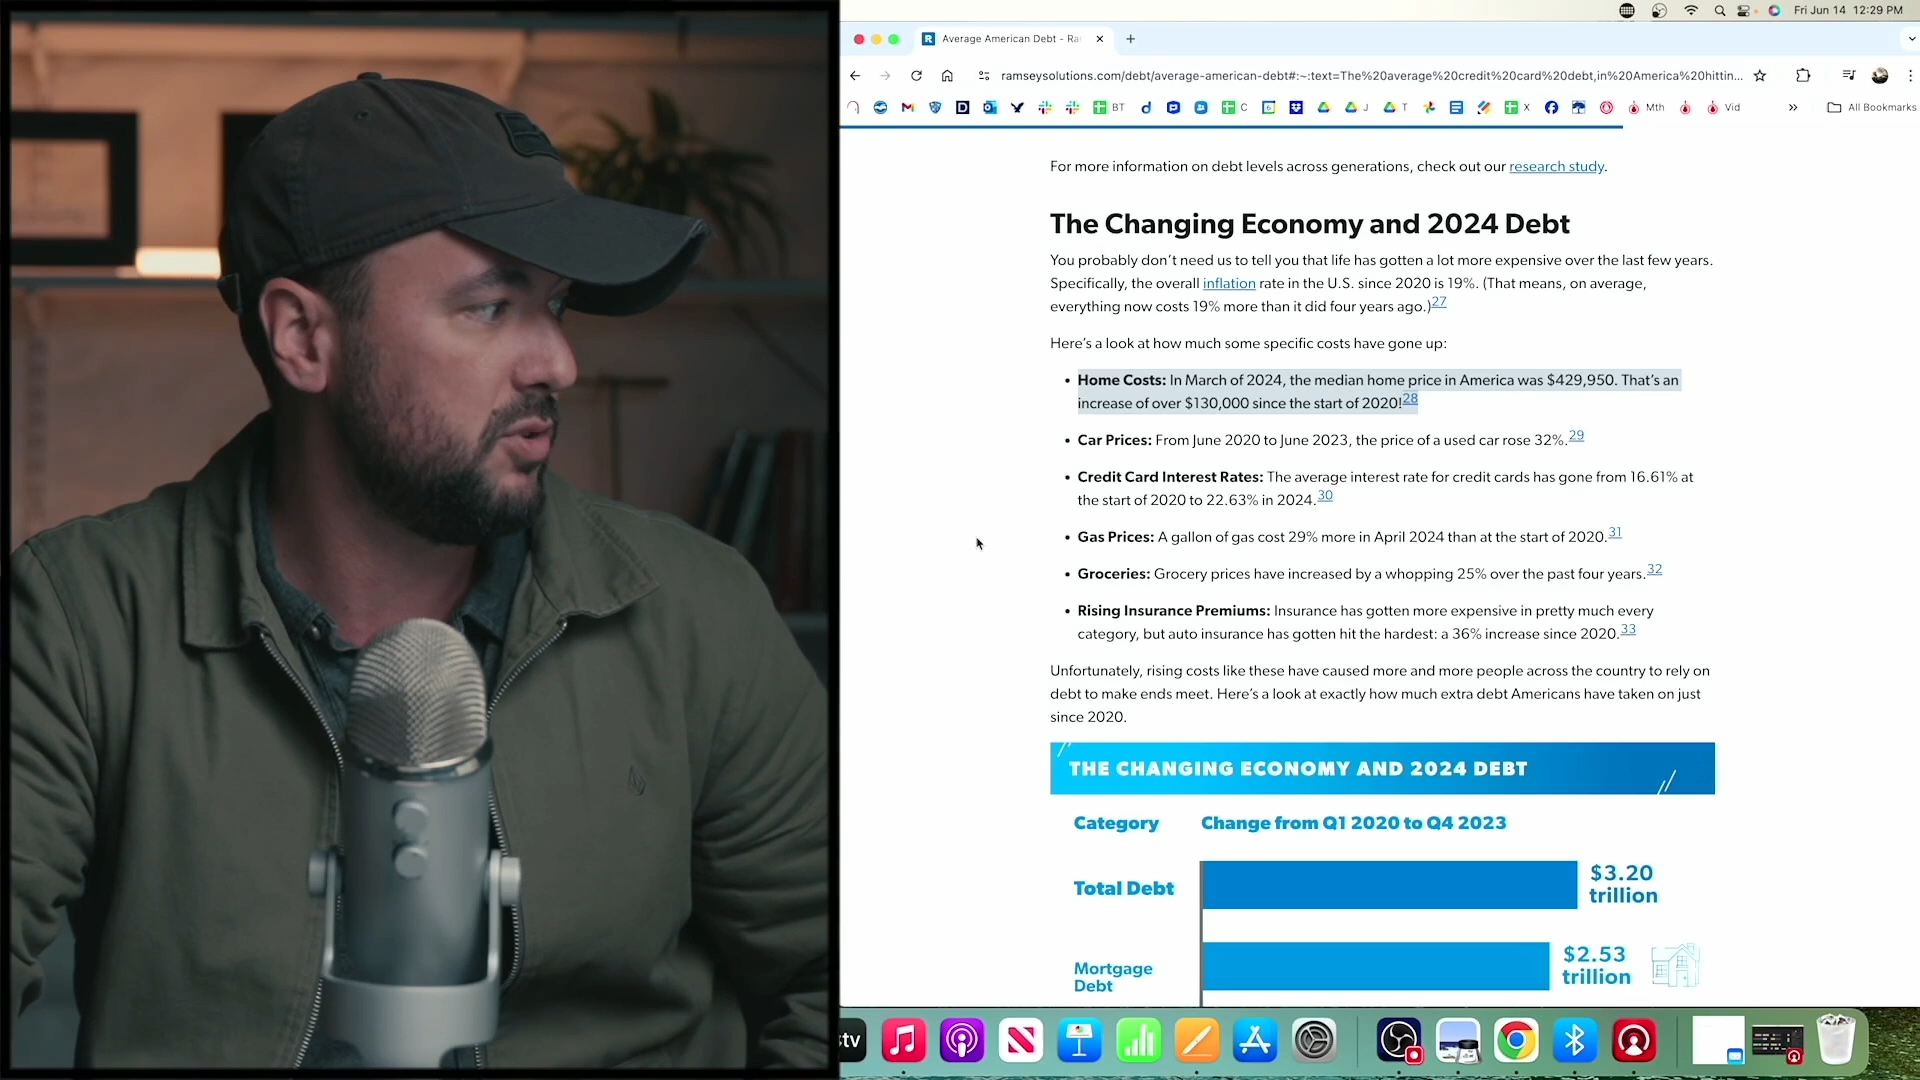 Fri Jun 14 12:29 PM
Average American Debt - Ra
ramseysolutions.com/debt/average-american-debt#:~:text=The%20average%20credit%20card%20debt,in%20America%20hittin...
BT
C
J
T
X
Mth
Vid
All Bookmarks
For more information on debt levels across generations, check out our research study.
The Changing Economy and 2024 Debt
You probably don't need us to tell you that life has gotten a lot more expensive over the last few years.
Specifically, the overall inflation rate in the U.S. since 2020 is 19%. (That means, on average,
everything now costs 19% more than it did four years ago.)27
Here's a look at how much some specific costs have gone up:
• Home Costs: In March of 2024, the median home price in America was $429,950. That's an
increase of over $130,000 since the start of 2020!28
• Car Prices: From June 2020 to June 2023, the price of a used car rose 32%.29
• Credit Card Interest Rates: The average interest rate for credit cards has gone from 16.61% at
the start of 2020 to 22.63% in 2024.30
• Gas Prices: A gallon of gas cost 29% more in April 2024 than at the start of 2020.31
• Groceries: Grocery prices have increased by a whopping 25% over the past four years.32
• Rising Insurance Premiums: Insurance has gotten more expensive in pretty much every
category, but auto insurance has gotten hit the hardest: a 36% increase since 2020.33
Unfortunately, rising costs like these have caused more and more people across the country to rely on
debt to make ends meet. Here's a look at exactly how much extra debt Americans have taken on just
since 2020.
THE CHANGING ECONOMY AND 2024 DEBT
Category Change from Q1 2020 to Q4 2023
Total Debt $3.20
trillion
Mortgage
Debt
$2.53
trillion
tv